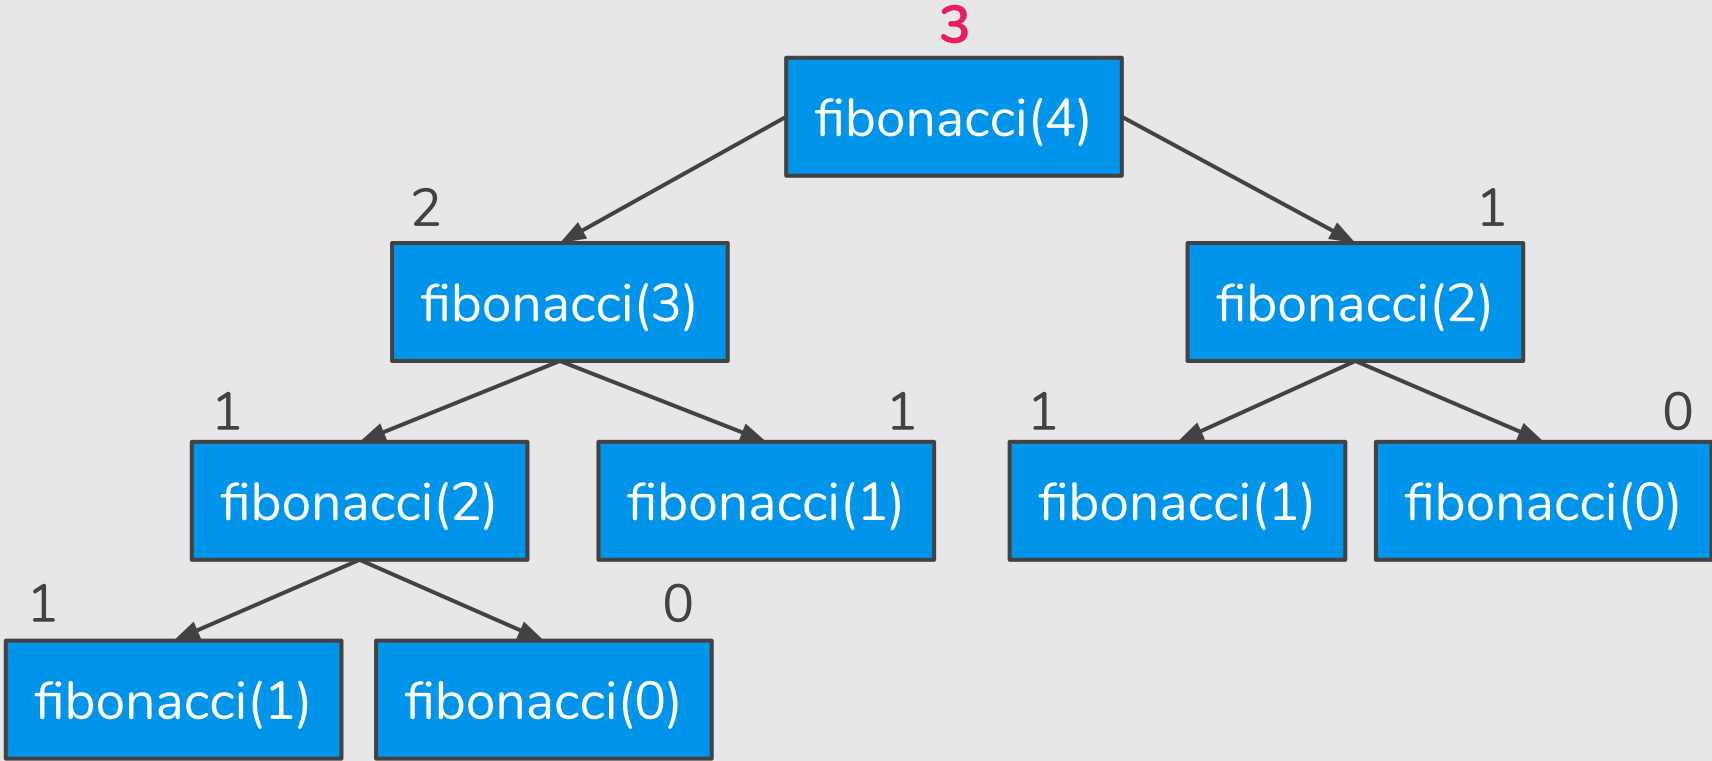 3
fibonacci(4)
2
1
fibonacci(3)
fibonacci(2)
1
1
1
0
fibonacci(2)
fibonacci(1)
fibonacci(1)
fibonacci(0)
1
0
fibonacci(1)
fibonacci(0)